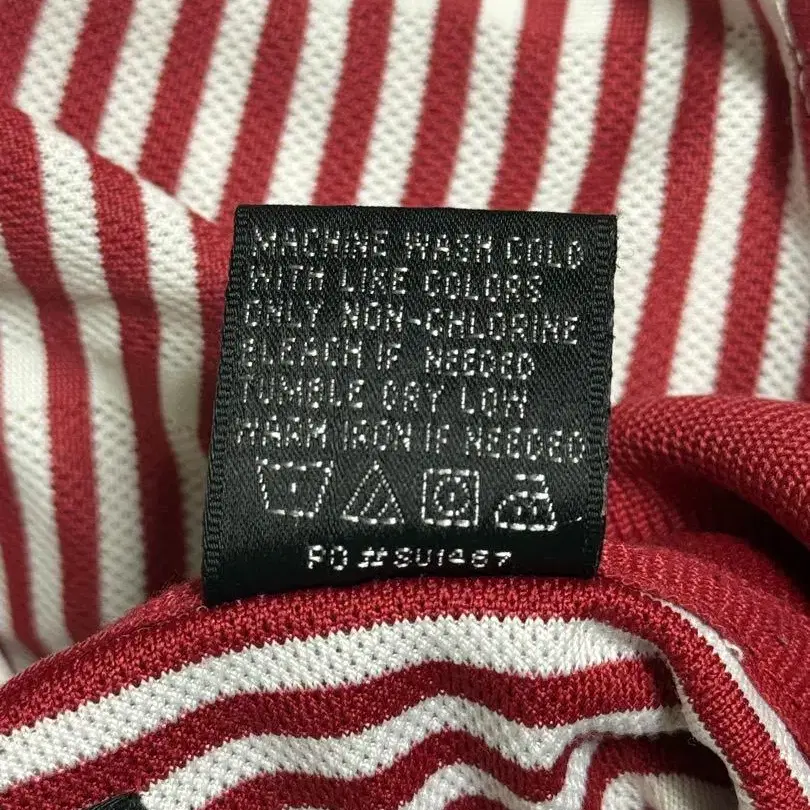 MACHINE WASH COLD
WITH LIKE COLORS
ONLY NON-CHLORINE
BLEACH IF NEEDED
TUMBLE DRY LOW
WARM IRON IF NEEDED
PO #SU1467